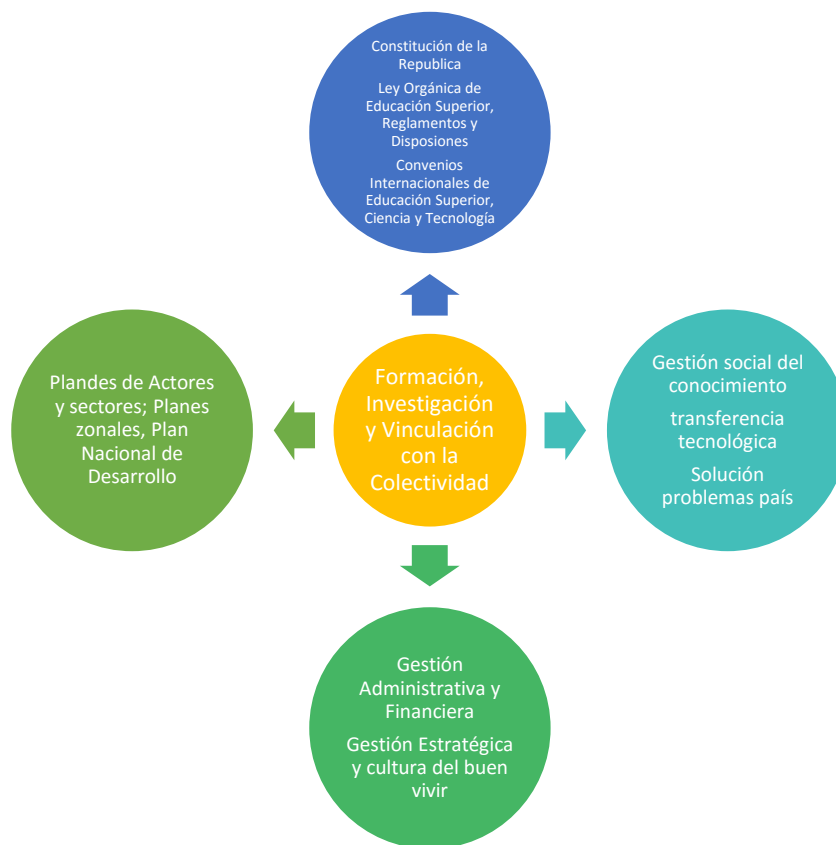 Constitución de la
Republica
Ley Orgánica de
Educación Superior,
Reglamentos y
Disposiones
Convenios
Internacionales de
Educación Superior,
Ciencia y Tecnología
Plandes de Actores
y sectores; Planes
zonales, Plan
Nacional de
Desarrollo
Formación,
Investigación
y Vinculación
con la
Colectividad
Gestión social del
conocimiento
transferencia
tecnológica
Solución
problemas país
Gestión
Administrativa y
Financiera
Gestión Estratégica
y cultura del buen
vivir